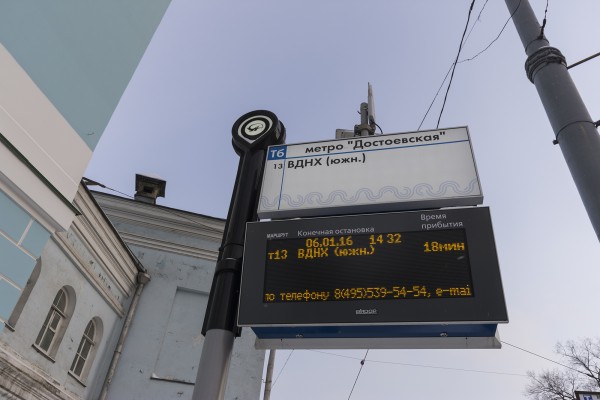 Тб метро "Достоевская"
13 ВДНХ (южн.)
МАРШРУТ Конечная остановка Время прибытия
06.01.16 14 32
т13 ВДНХ (южн.) 18мин
по телефону 8(495)539-54-54, e-mai